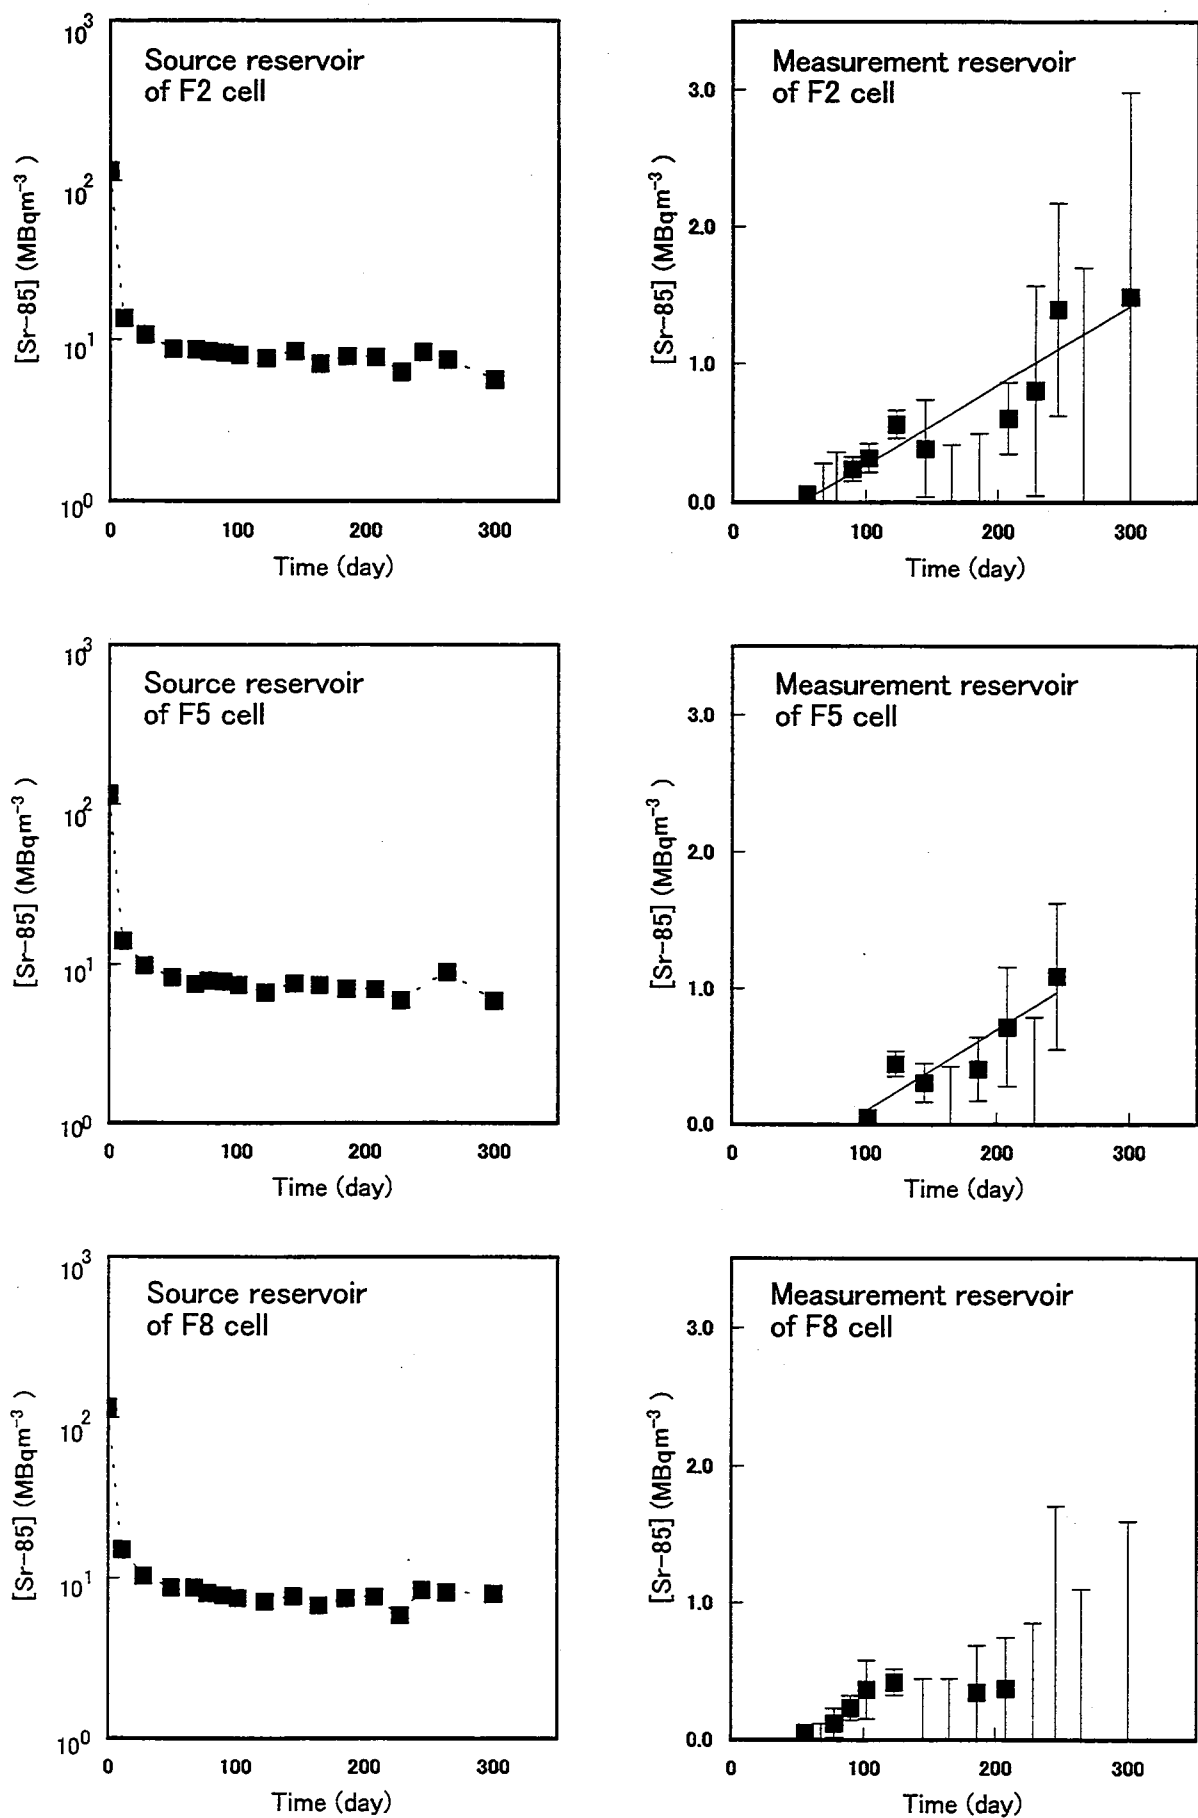 Source reservoir
of F2 cell
[Sr-85] (MBqm⁻³)
10³
10²
10¹
10⁰
0 100 200 300
Time (day)
Measurement reservoir
of F2 cell
[Sr-85] (MBqm⁻³)
3.0
2.0
1.0
0.0
0 100 200 300
Time (day)
Source reservoir
of F5 cell
[Sr-85] (MBqm⁻³)
10³
10²
10¹
10⁰
0 100 200 300
Time (day)
Measurement reservoir
of F5 cell
[Sr-85] (MBqm⁻³)
3.0
2.0
1.0
0.0
0 100 200 300
Time (day)
Source reservoir
of F8 cell
[Sr-85] (MBqm⁻³)
10³
10²
10¹
10⁰
0 100 200 300
Time (day)
Measurement reservoir
of F8 cell
[Sr-85] (MBqm⁻³)
3.0
2.0
1.0
0.0
0 100 200 300
Time (day)